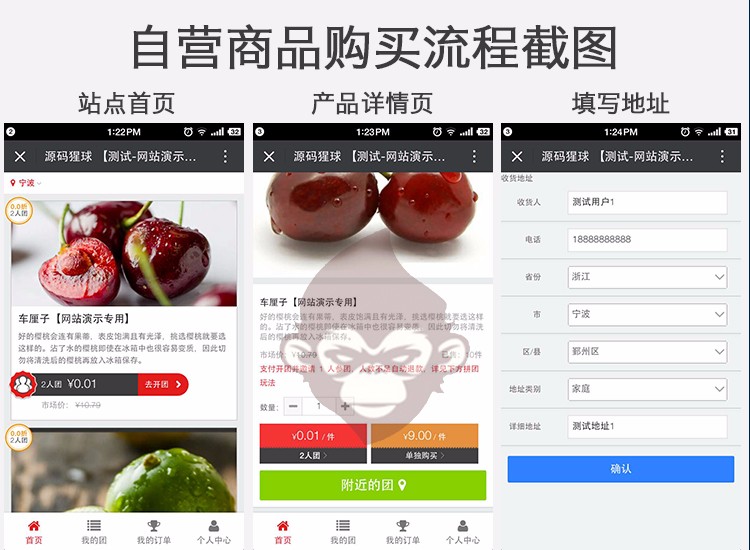 自营商品购买流程截图
站点首页
产品详情页
填写地址
2 1:22PM 32
源码猩球 【测试-网站演示...
宁波
0.0折
2人团
车厘子【网站演示专用】
好的樱桃会连有果蒂，表皮饱满且有光泽，挑选樱桃就要选
这样的。沾了水的樱桃即使在冰箱中也很容易变质，因此切
勿将清洗后的樱桃再放入冰箱保存。
2人团 ¥0.01 去开团
市场价： ¥10.79
0.0折
2人团
首页 我的团 我的订单 个人中心
3 1:23PM 32
源码猩球 【测试-网站演示...
车厘子【网站演示专用】
好的樱桃会连有果蒂，表皮饱满且有光泽，挑选樱桃就要选这样
的。沾了水的樱桃即使在冰箱中也很容易变质，因此切勿将清洗
后的樱桃再放入冰箱保存。
市场价：¥10.79 已售：10件
支付开团并邀请 1 人参团，人数不足自动退款，详见下方拼团
玩法
数量： 1
¥0.01 / 件
2人团
¥9.00 / 件
单独购买
附近的团
首页 我的团 我的订单 个人中心
3 1:24PM 31
源码猩球 【测试-网站演示...
收货地址
收货人 测试用户1
电话 18888888888
省份 浙江
市 宁波
区/县 鄞州区
地址类别 家庭
详细地址 测试地址1
确认